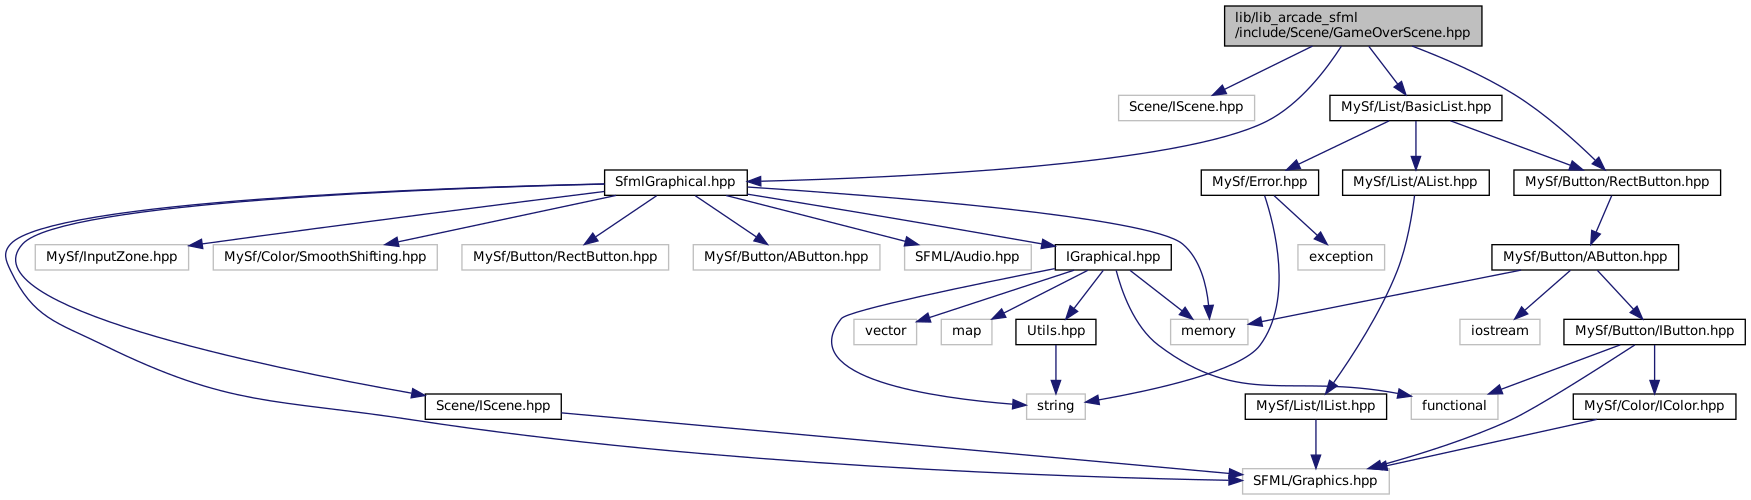 lib/lib_arcade_sfml
/include/Scene/GameOverScene.hpp
Scene/IScene.hpp
MySf/List/BasicList.hpp
SfmlGraphical.hpp
MySf/Error.hpp
MySf/List/AList.hpp
MySf/Button/RectButton.hpp
MySf/InputZone.hpp
MySf/Color/SmoothShifting.hpp
MySf/Button/RectButton.hpp
MySf/Button/AButton.hpp
SFML/Audio.hpp
IGraphical.hpp
exception
MySf/Button/AButton.hpp
vector
map
Utils.hpp
memory
iostream
MySf/Button/IButton.hpp
Scene/IScene.hpp
string
MySf/List/IList.hpp
functional
MySf/Color/IColor.hpp
SFML/Graphics.hpp